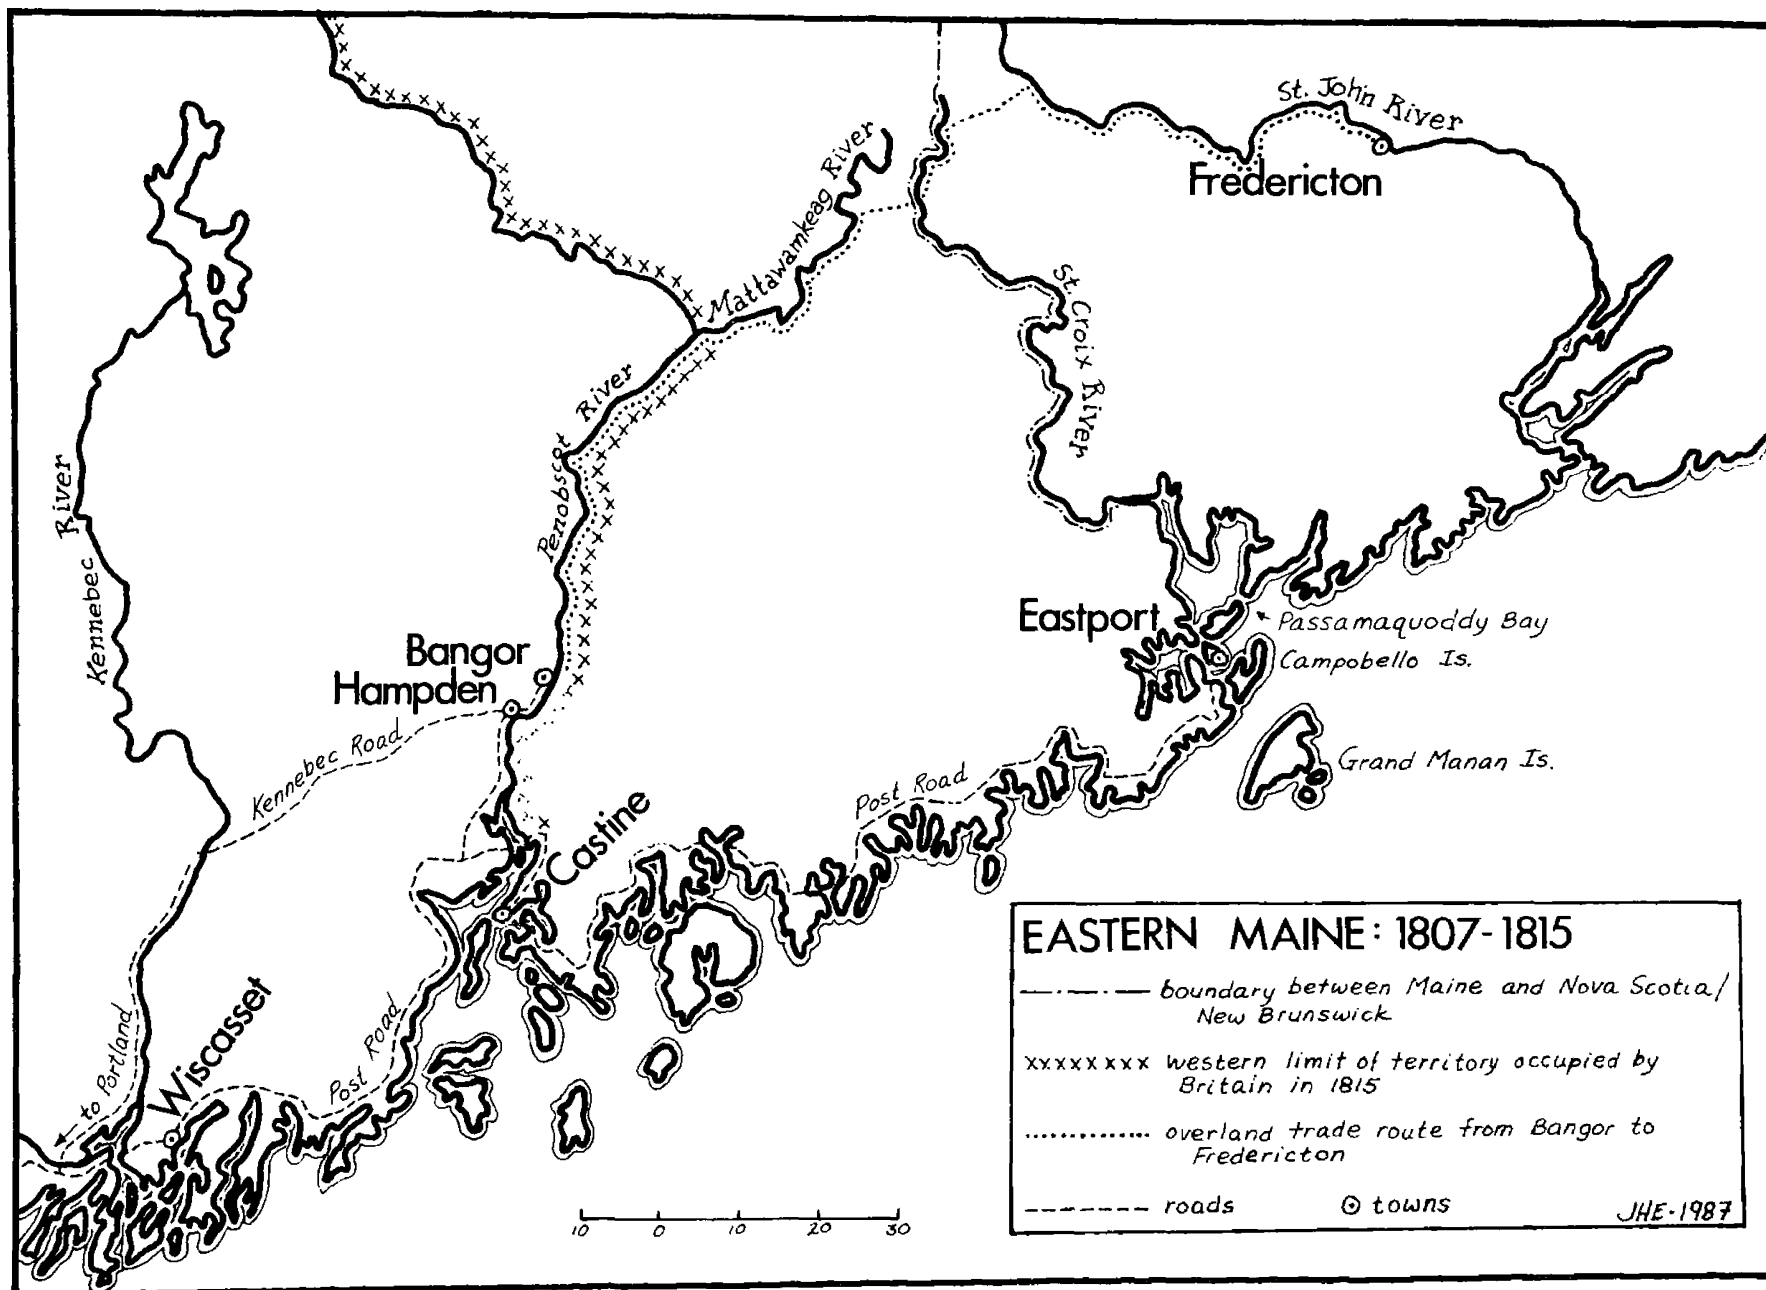 St. John River
Fredericton
Mattawamkeag River
St. Croix River
Penobscot River
Kennebec River
Eastport
Passamaquoddy Bay
Campobello Is.
Bangor
Hampden
Kennebec Road
Grand Manan Is.
Post Road
Castine
Post Road
to Portland
Wiscasset
EASTERN MAINE: 1807-1815
boundary between Maine and Nova Scotia/
New Brunswick
xxxxxxxx western limit of territory occupied by
Britain in 1815
overland trade route from Bangor to
Fredericton
roads towns
JHE-1987
10 0 10 20 30